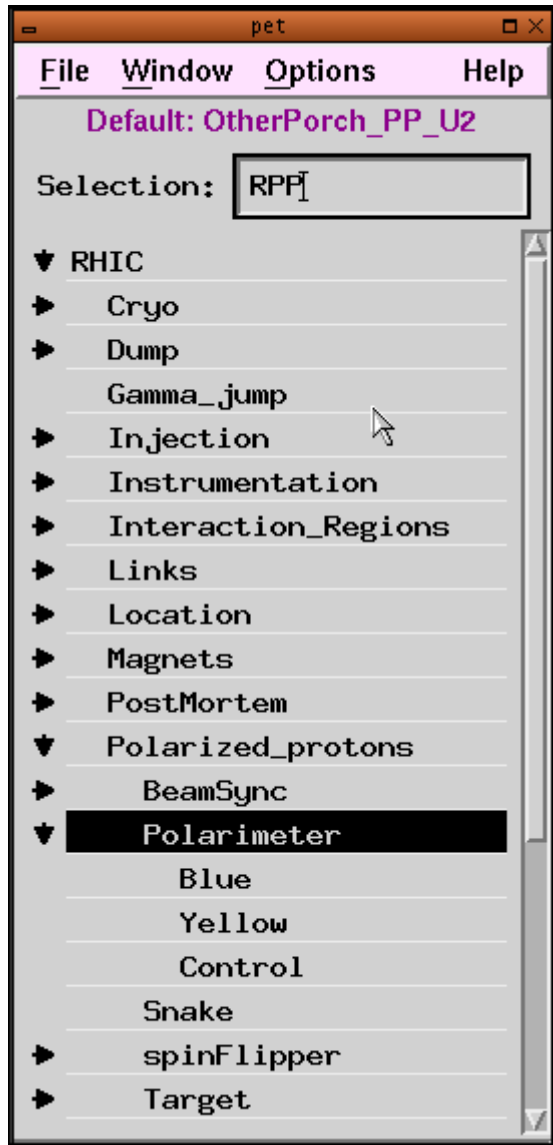 pet
File Window Options Help
Default: OtherPorch_PP_U2
Selection: RPP
RHIC
Cryo
Dump
Gamma_jump
Injection
Instrumentation
Interaction_Regions
Links
Location
Magnets
PostMortem
Polarized_protons
BeamSync
Polarimeter
Blue
Yellow
Control
Snake
spinFlipper
Target